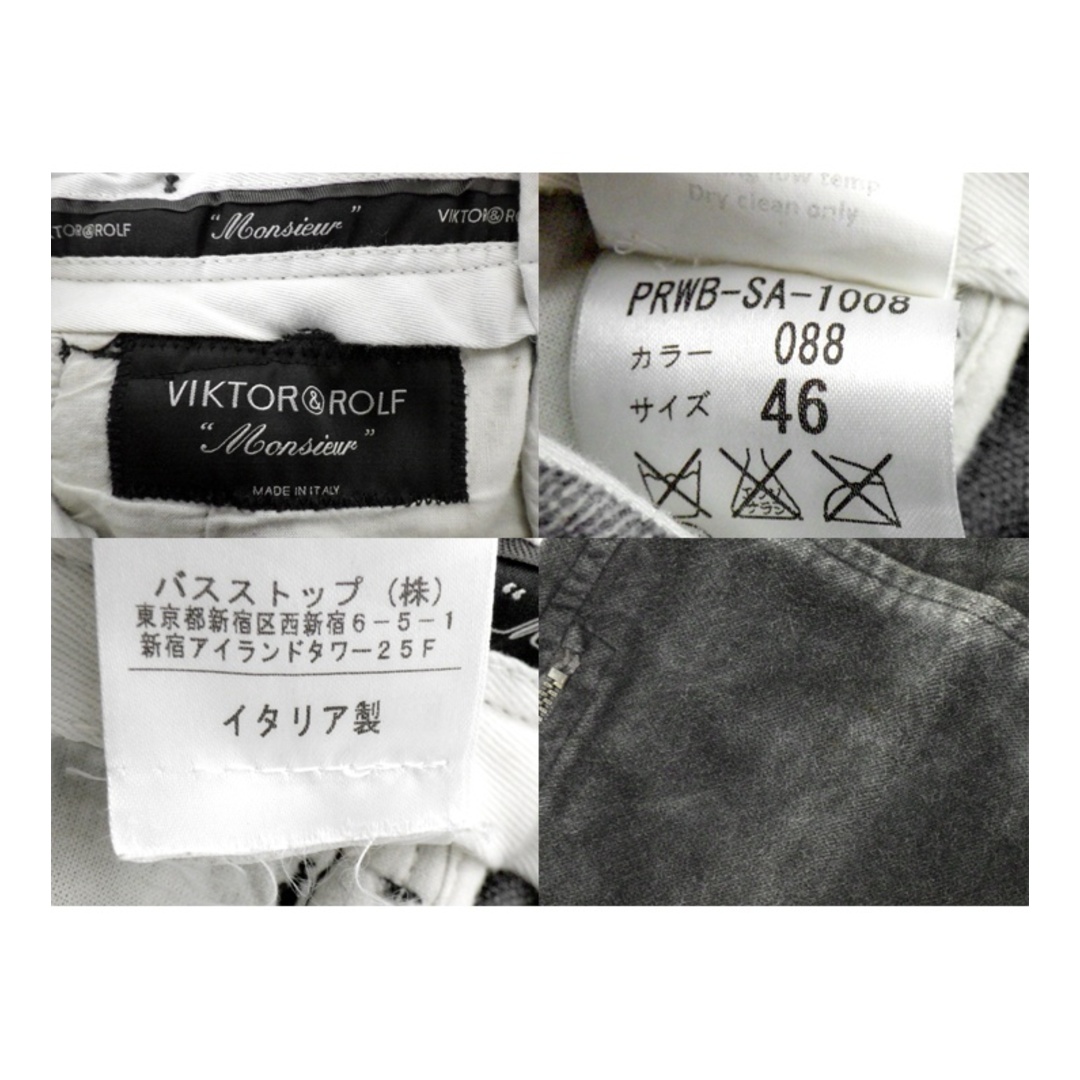 VIKTOR&ROLF
“Monsieur”
VIKTOR&
VIKTOR&ROLF
“Monsieur”
MADE IN ITALY
low temp
Dry clean only
PRWB-SA-1008
カラー 088
サイズ 46
バスストップ（株）
東京都新宿区西新宿6-5-1
新宿アイランドタワー25F
イタリア製